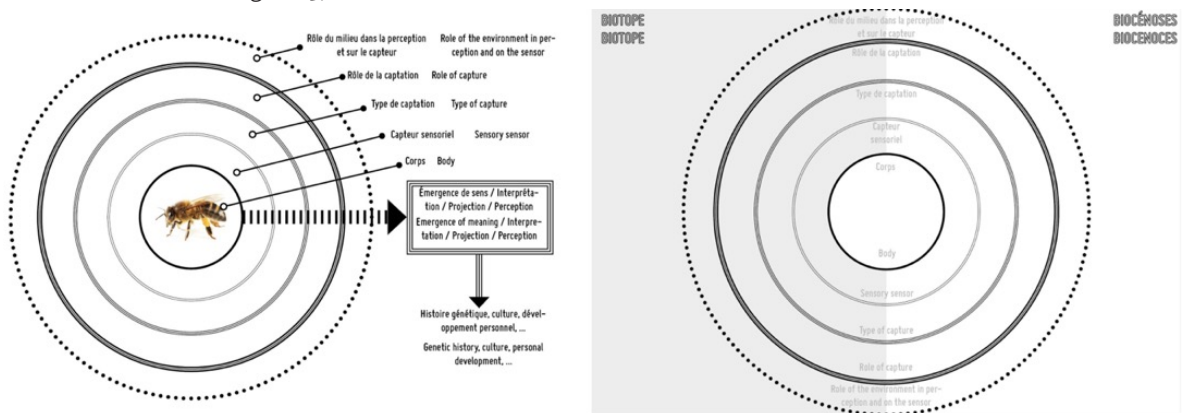 Rôle du milieu dans la perception
et sur le capteur
Role of the environment in per-
ception and on the sensor
Rôle de la captation Role of capture
Type de captation Type of capture
Capteur sensoriel Sensory sensor
Corps Body
Émergence de sens / Interpréta-
tion / Projection / Perception
Emergence of meaning / Interpre-
tation / Projection / Perception
Histoire génétique, culture, dével-
oppement personnel, ...
Genetic history, culture, personal
development, ...
BIOTOPE
BIOTOPE
BIOCÉNOSES
BIOCENOCES
Rôle du milieu dans la perception
et sur le capteur
Rôle de la captation
Type de captation
Capteur
sensoriel
Corps
Body
Sensory sensor
Type of capture
Role of capture
Role of the environment in per-
ception and on the sensor